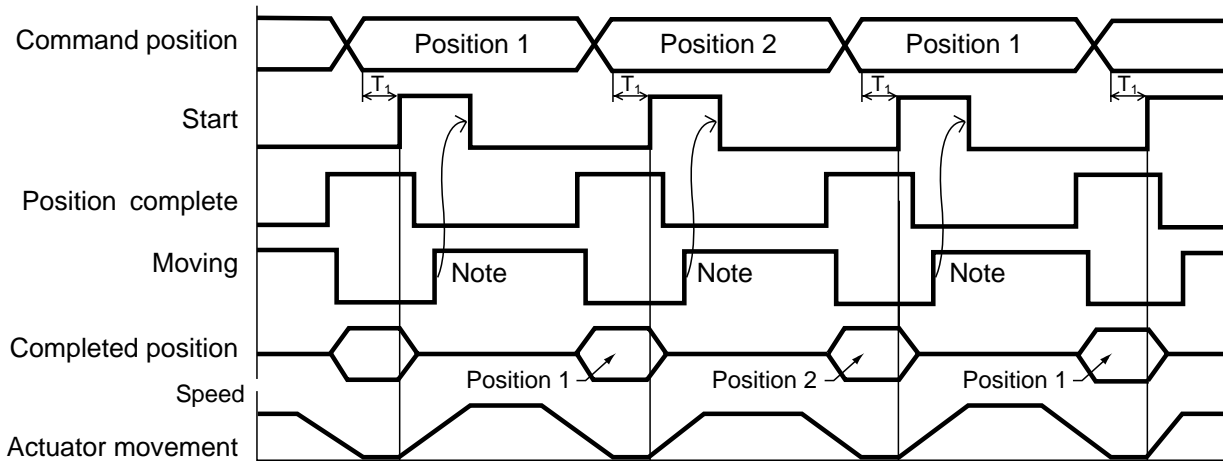 Command position
Position 1
Position 2
Position 1
T1
T1
T1
T1
Start
Position complete
Moving
Note
Note
Note
Completed position
Position 1
Position 2
Position 1
Speed
Actuator movement